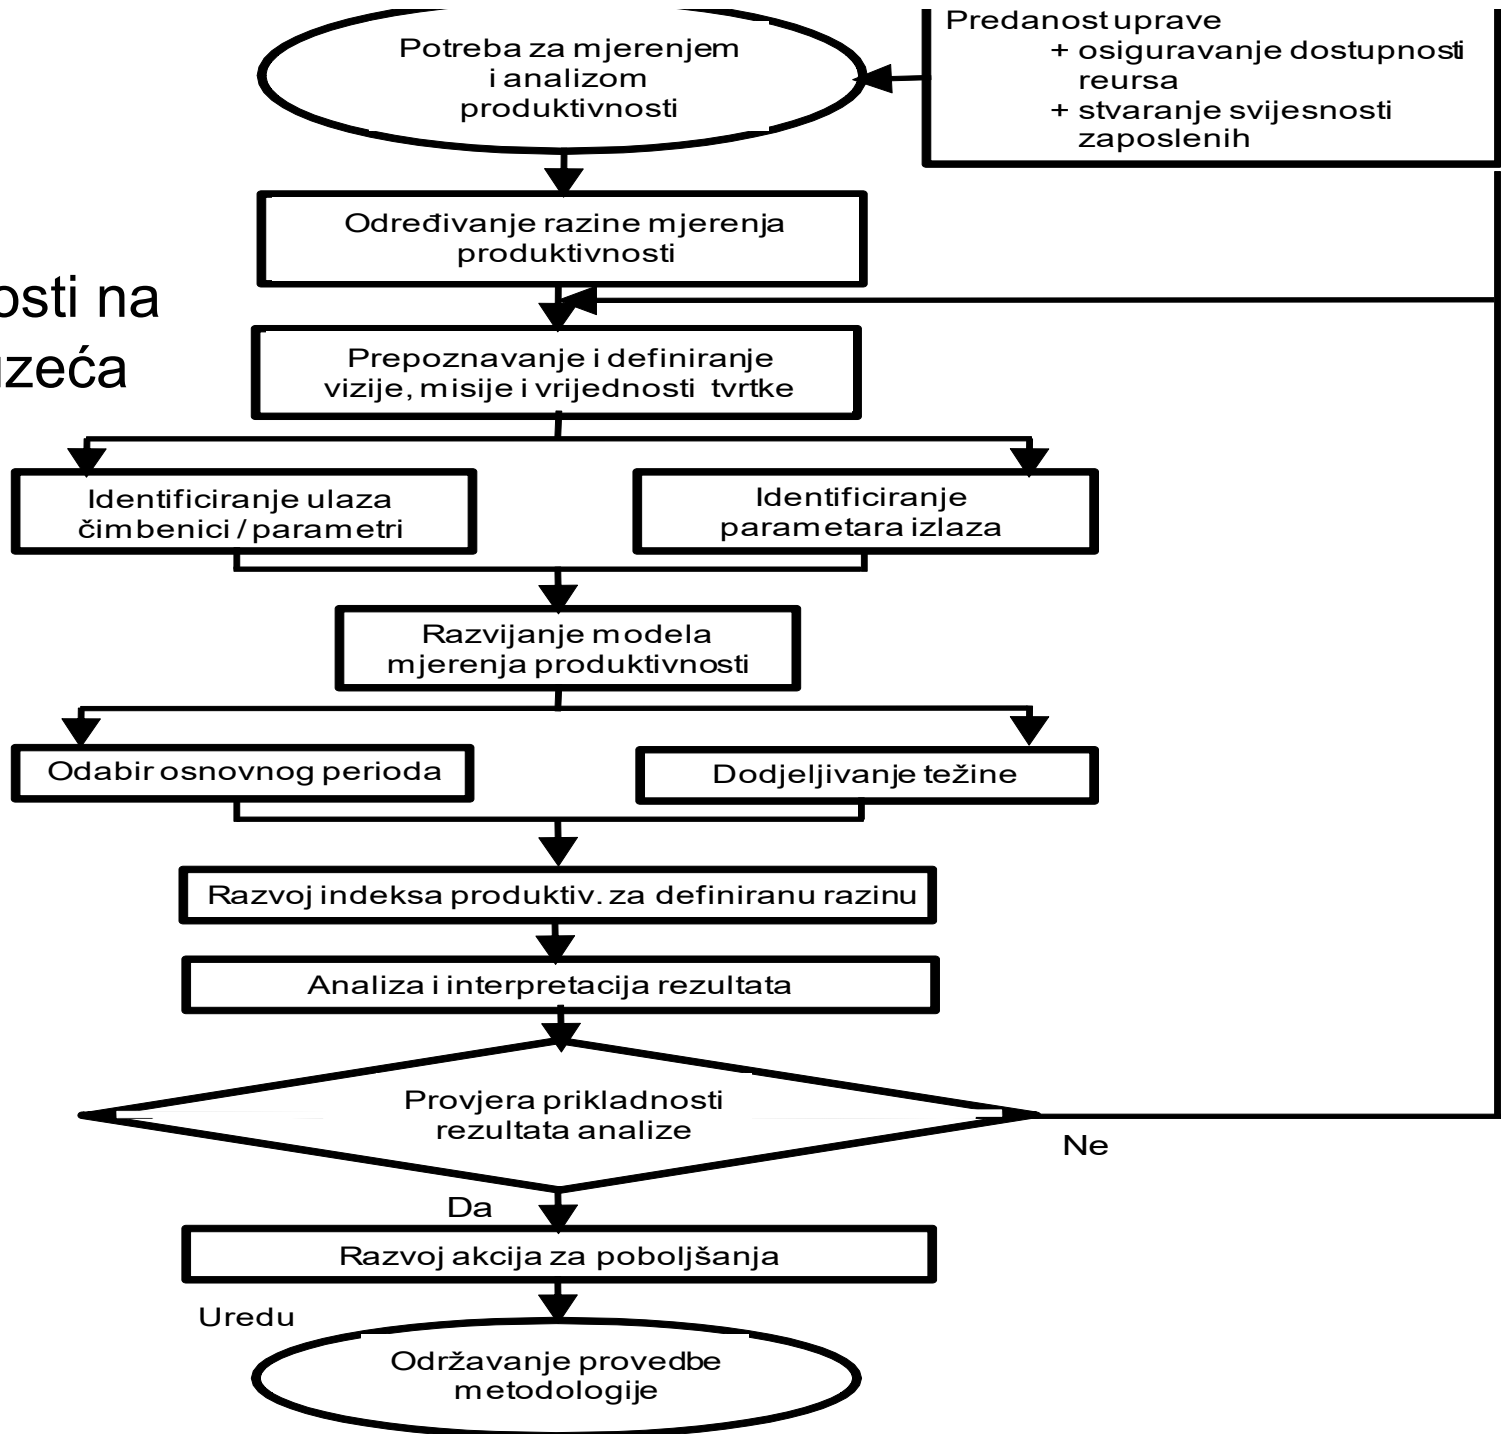 Potreba za mjerenjem
i analizom
produktivnosti
Predanost uprave
+ osiguravanje dostupnosti
reursa
+ stvaranje svijesnosti
zaposlenih
Određivanje razine mjerenja
produktivnosti
osti na
uzeća
Prepoznavanje i definiranje
vizije, misije i vrijednosti tvrtke
Identificiranje ulaza
čimbenici / parametri
Identificiranje
parametara izlaza
Razvijanje modela
mjerenja produktivnosti
Odabir osnovnog perioda
Dodjeljivanje težine
Razvoj indeksa produktiv. za definiranu razinu
Analiza i interpretacija rezultata
Provjera prikladnosti
rezultata analize
Ne
Da
Razvoj akcija za poboljšanja
Uredu
Održavanje provedbe
metodologije